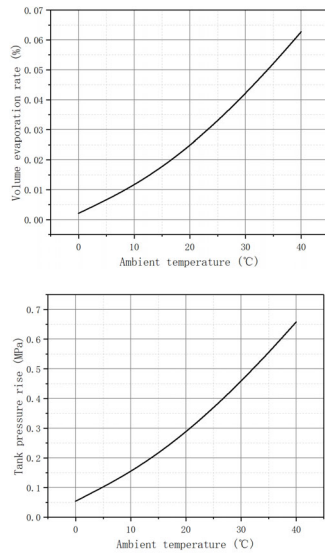 0.07
0.06
0.05
0.04
0.03
0.02
0.01
0.00
Volume evaporation rate (%)
0 10 20 30 40
Ambient temperature (℃)
0.7
0.6
0.5
0.4
0.3
0.2
0.1
0.0
Tank pressure rise (MPa)
0 10 20 30 40
Ambient temperature (℃)